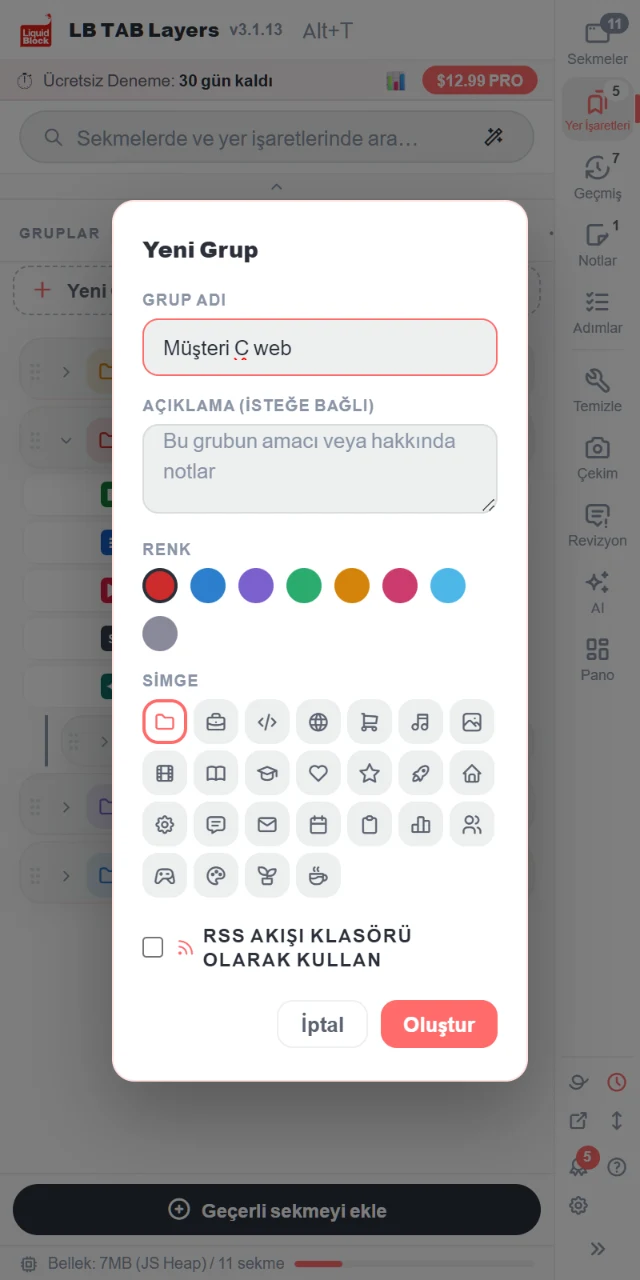 Liquid
Block
LB TAB Layers v3.1.13 Alt+T
Ücretsiz Deneme: 30 gün kaldı
$12.99 PRO
Sekmelerde ve yer işaretlerinde ara…
GRUPLAR
Yeni
Yeni Grup
GRUP ADI
Müşteri C web
AÇIKLAMA (İSTEĞE BAĞLI)
Bu grubun amacı veya hakkında
notlar
RENK
SİMGE
RSS AKIŞI KLASÖRÜ
OLARAK KULLAN
İptal
Oluştur
Geçerli sekmeyi ekle
Bellek: 7MB (JS Heap) / 11 sekme
11
Sekmeler
5
Yer İşaretleri
7
Geçmiş
1
Notlar
Adımlar
Temizle
Çekim
Revizyon
AI
Pano
5